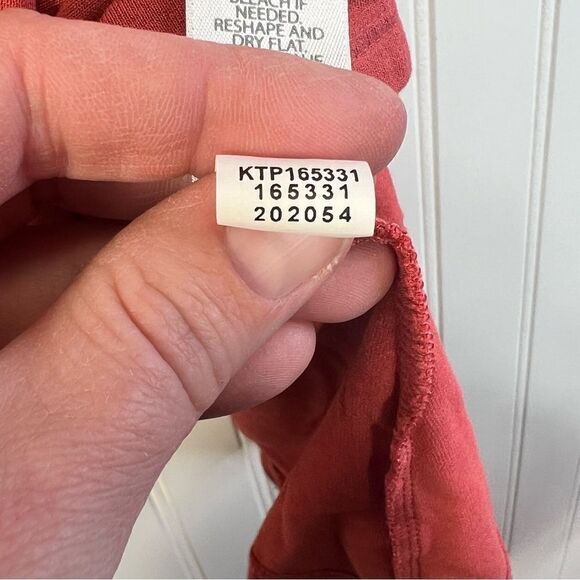 BLEACH IF
NEEDED.
RESHAPE AND
DRY FLAT.
KTP165331
165331
202054